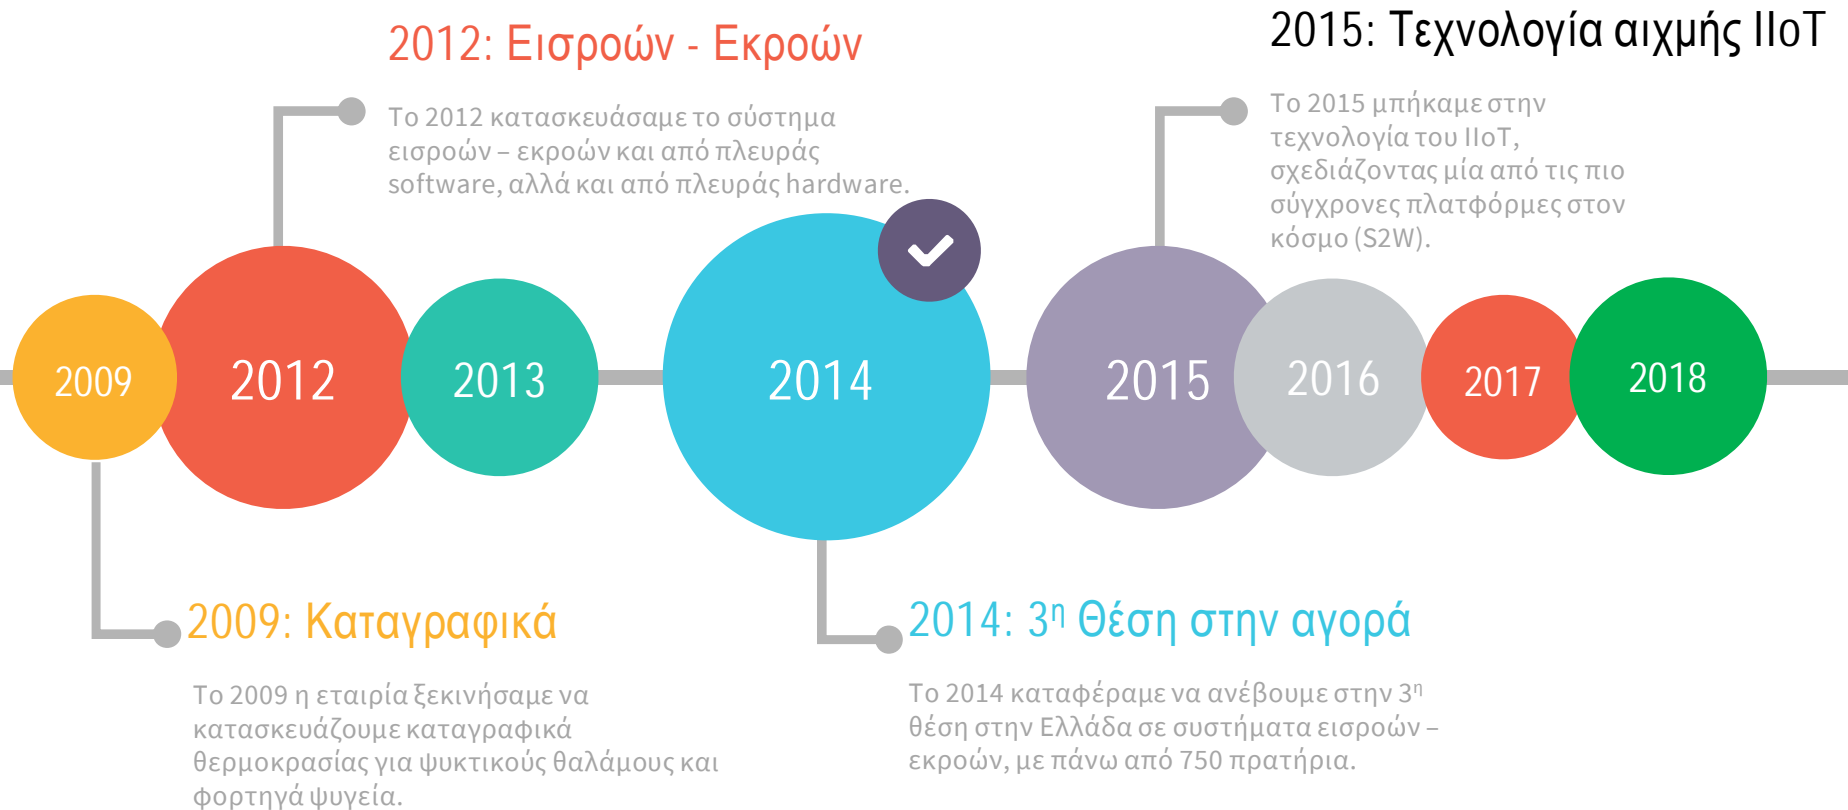 2012: Εισροών - Εκροών
Το 2012 κατασκευάσαμε το σύστημα
εισροών – εκροών και από πλευράς
software, αλλά και από πλευράς hardware.
2015: Τεχνολογία αιχμής IIoT
Το 2015 μπήκαμε στην
τεχνολογία του IIoT,
σχεδιάζοντας μία από τις πιο
σύγχρονες πλατφόρμες στον
κόσμο (S2W).
2009
2012
2013
2014
2015
2016
2017
2018
2009: Καταγραφικά
Το 2009 η εταιρία ξεκινήσαμε να
κατασκευάζουμε καταγραφικά
θερμοκρασίας για ψυκτικούς θαλάμους και
φορτηγά ψυγεία.
2014: 3η Θέση στην αγορά
Το 2014 καταφέραμε να ανέβουμε στην 3η
θέση στην Ελλάδα σε συστήματα εισροών –
εκροών, με πάνω από 750 πρατήρια.